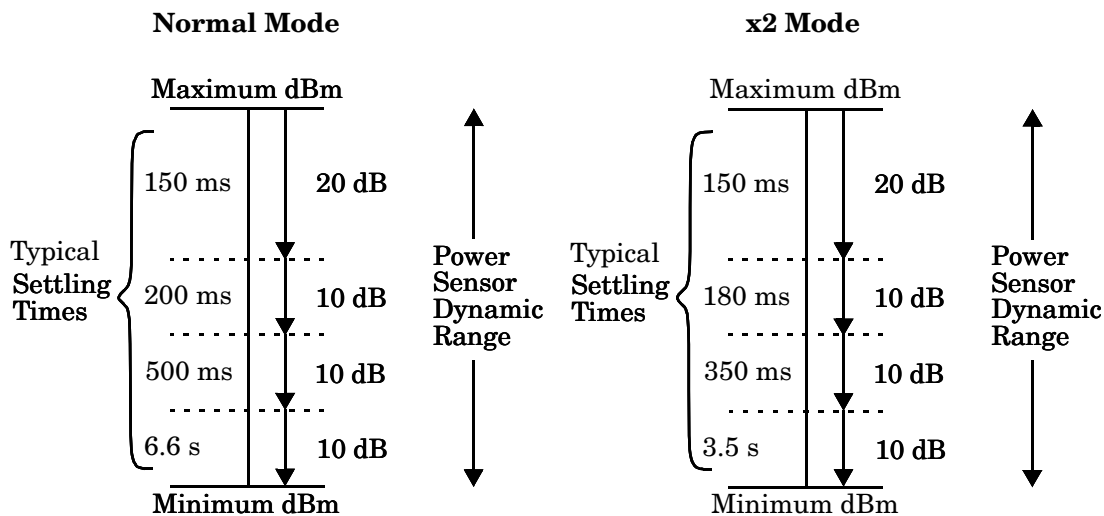 Normal Mode
Maximum dBm
150 ms
20 dB
Typical
Settling
Times
200 ms
10 dB
500 ms
10 dB
6.6 s
10 dB
Minimum dBm
Power
Sensor
Dynamic
Range
x2 Mode
Maximum dBm
150 ms
20 dB
Typical
Settling
Times
180 ms
10 dB
350 ms
10 dB
3.5 s
10 dB
Minimum dBm
Power
Sensor
Dynamic
Range